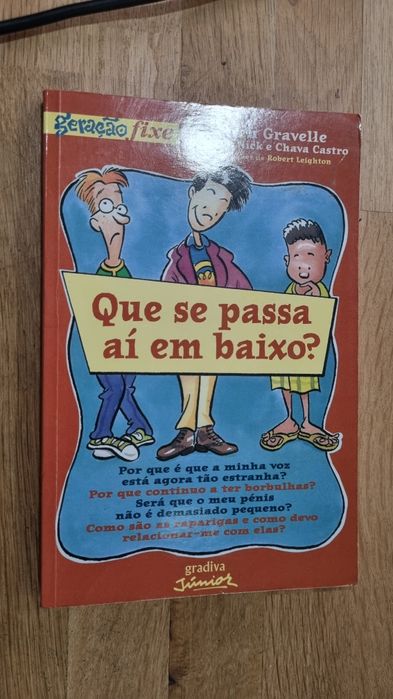 geração fixe
Gravelle
Nick e Chava Castro
de Robert Leighton
Que se passa
aí em baixo?
Por que é que a minha voz
está agora tão estranha?
Por que continuo a ter borbulhas?
Será que o meu pénis
não é demasiado pequeno?
Como são as raparigas e como devo
relacionar-me com elas?
gradiva
Júnior